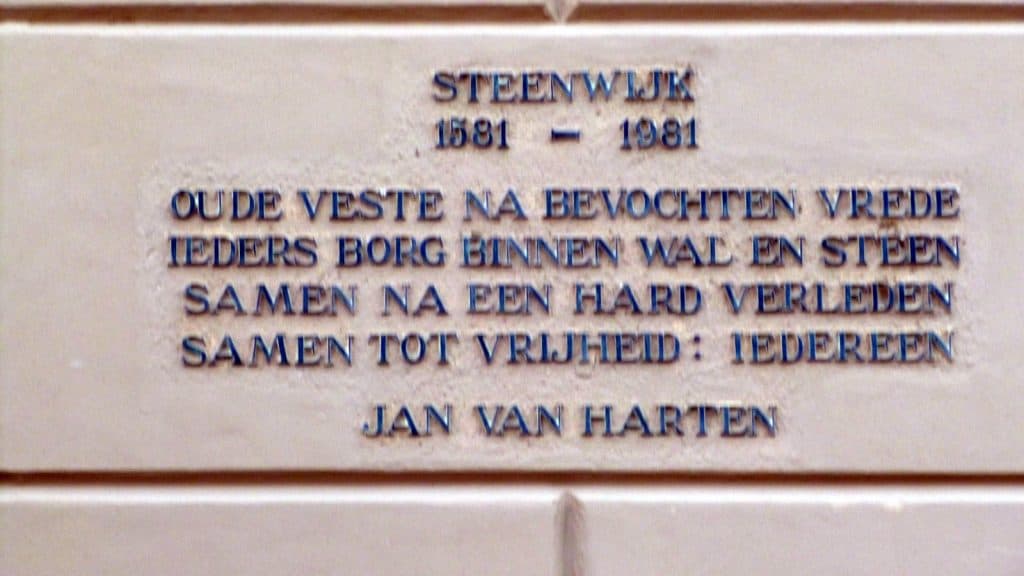 STEENWIJK
1581 – 1981
OUDE VESTE NA BEVOCHTEN VREDE
IEDERS BORG BINNEN WAL EN STEEN
SAMEN NA EEN HARD VERLEDEN
SAMEN TOT VRIJHEID: IEDEREEN
JAN VAN HARTEN